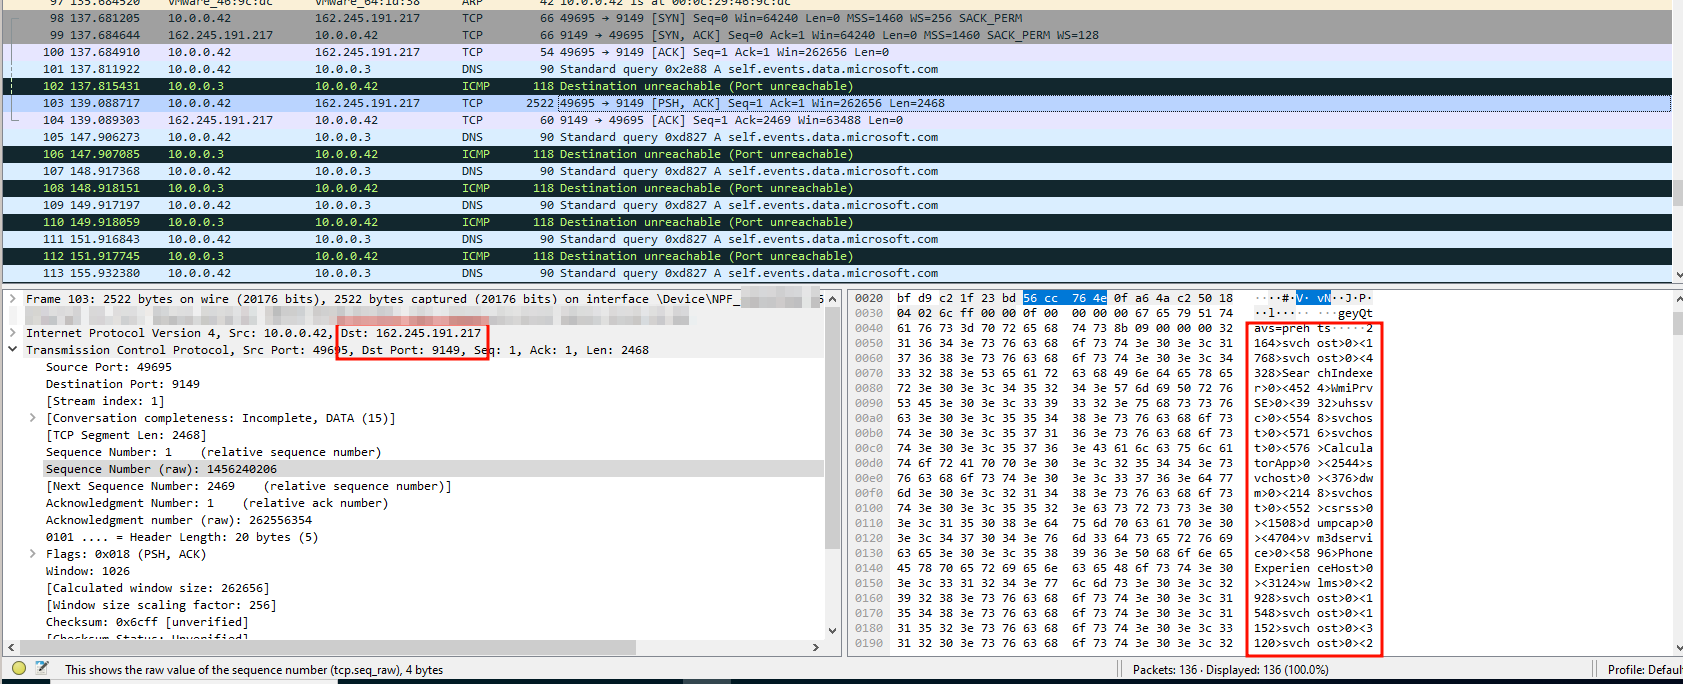 97 135.684520 VMware_46:9c:dc VMware_64:1d:38 ARP 42 10.0.0.42 is at 00:0c:29:46:9c:dc
98 137.681205 10.0.0.42 162.245.191.217 TCP 66 49695 → 9149 [SYN] Seq=0 Win=64240 Len=0 MSS=1460 WS=256 SACK_PERM
99 137.684644 162.245.191.217 10.0.0.42 TCP 66 9149 → 49695 [SYN, ACK] Seq=0 Ack=1 Win=64240 Len=0 MSS=1460 SACK_PERM WS=128
100 137.684910 10.0.0.42 162.245.191.217 TCP 54 49695 → 9149 [ACK] Seq=1 Ack=1 Win=262656 Len=0
101 137.811922 10.0.0.42 10.0.0.3 DNS 90 Standard query 0x2e88 A self.events.data.microsoft.com
102 137.815431 10.0.0.3 10.0.0.42 ICMP 118 Destination unreachable (Port unreachable)
103 139.088717 10.0.0.42 162.245.191.217 TCP 2522 49695 → 9149 [PSH, ACK] Seq=1 Ack=1 Win=262656 Len=2468
104 139.089303 162.245.191.217 10.0.0.42 TCP 60 9149 → 49695 [ACK] Seq=1 Ack=2469 Win=63488 Len=0
105 147.906273 10.0.0.42 10.0.0.3 DNS 90 Standard query 0xd827 A self.events.data.microsoft.com
106 147.907085 10.0.0.3 10.0.0.42 ICMP 118 Destination unreachable (Port unreachable)
107 148.917368 10.0.0.42 10.0.0.3 DNS 90 Standard query 0xd827 A self.events.data.microsoft.com
108 148.918151 10.0.0.3 10.0.0.42 ICMP 118 Destination unreachable (Port unreachable)
109 149.917197 10.0.0.42 10.0.0.3 DNS 90 Standard query 0xd827 A self.events.data.microsoft.com
110 149.918059 10.0.0.3 10.0.0.42 ICMP 118 Destination unreachable (Port unreachable)
111 151.916843 10.0.0.42 10.0.0.3 DNS 90 Standard query 0xd827 A self.events.data.microsoft.com
112 151.917745 10.0.0.3 10.0.0.42 ICMP 118 Destination unreachable (Port unreachable)
113 155.932380 10.0.0.42 10.0.0.3 DNS 90 Standard query 0xd827 A self.events.data.microsoft.com
Frame 103: 2522 bytes on wire (20176 bits), 2522 bytes captured (20176 bits) on interface \Device\NPF_
Internet Protocol Version 4, Src: 10.0.0.42, Dst: 162.245.191.217
Transmission Control Protocol, Src Port: 49695, Dst Port: 9149, Seq: 1, Ack: 1, Len: 2468
Source Port: 49695
Destination Port: 9149
[Stream index: 1]
[Conversation completeness: Incomplete, DATA (15)]
[TCP Segment Len: 2468]
Sequence Number: 1 (relative sequence number)
Sequence Number (raw): 1456240206
[Next Sequence Number: 2469 (relative sequence number)]
Acknowledgment Number: 1 (relative ack number)
Acknowledgment number (raw): 262556354
0101 .... = Header Length: 20 bytes (5)
Flags: 0x018 (PSH, ACK)
Window: 1026
[Calculated window size: 262656]
[Window size scaling factor: 256]
Checksum: 0x6cff [unverified]
[Checksum Status: Unverified]
0020 bf d9 c2 1f 23 bd 56 cc 76 4e 0f a6 4a c2 50 18 ····#·V· vN··J·P·
0030 04 02 6c ff 00 00 0f 00 00 00 00 67 65 79 51 74 ··l····· ···geyQt
0040 61 76 73 3d 70 72 65 68 74 73 8b 09 00 00 00 32 avs=preh ts·····2
0050 31 36 34 3e 73 76 63 68 6f 73 74 3e 30 3e 3c 31 164>svch ost>0><1
0060 37 36 38 3e 73 76 63 68 6f 73 74 3e 30 3e 3c 34 768>svch ost>0><4
0070 33 32 38 3e 53 65 61 72 63 68 49 6e 64 65 78 65 328>Sear chIndexe
0080 72 3e 30 3e 3c 34 35 32 34 3e 57 6d 69 50 72 76 r>0><452 4>WmiPrv
0090 53 45 3e 30 3e 3c 33 39 33 32 3e 75 68 73 73 76 SE>0><39 32>uhssv
00a0 63 3e 30 3e 3c 35 35 34 38 3e 73 76 63 68 6f 73 c>0><554 8>svchos
00b0 74 3e 30 3e 3c 35 37 31 36 3e 73 76 63 68 6f 73 t>0><571 6>svchos
00c0 74 3e 30 3e 3c 35 37 36 3e 43 61 6c 63 75 6c 61 t>0><576 >Calcula
00d0 74 6f 72 41 70 70 3e 30 3e 3c 32 35 34 34 3e 73 torApp>0 ><2544>s
00e0 76 63 68 6f 73 74 3e 30 3e 3c 33 37 36 3e 64 77 vchost>0 ><376>dw
00f0 6d 3e 30 3e 3c 32 31 34 38 3e 73 76 63 68 6f 73 m>0><214 8>svchos
0100 74 3e 30 3e 3c 35 35 32 3e 63 73 72 73 73 3e 30 t>0><552 >csrss>0
0110 3e 3c 31 35 30 38 3e 64 75 6d 70 63 61 70 3e 30 ><1508>d umpcap>0
0120 3e 3c 34 37 30 34 3e 76 6d 33 64 73 65 72 76 69 ><4704>v m3dservi
0130 63 65 3e 30 3e 3c 35 38 39 36 3e 50 68 6f 6e 65 ce>0><58 96>Phone
0140 45 78 70 65 72 69 65 6e 63 65 48 6f 73 74 3e 30 Experien ceHost>0
0150 3e 3c 33 31 32 34 3e 77 6c 6d 73 3e 30 3e 3c 32 ><3124>w lms>0><2
0160 39 32 38 3e 73 76 63 68 6f 73 74 3e 30 3e 3c 31 928>svch ost>0><1
0170 35 34 38 3e 73 76 63 68 6f 73 74 3e 30 3e 3c 31 548>svch ost>0><1
0180 31 35 32 3e 73 76 63 68 6f 73 74 3e 30 3e 3c 33 152>svch ost>0><3
0190 31 32 30 3e 73 76 63 68 6f 73 74 3e 30 3e 3c 32 120>svch ost>0><2
This shows the raw value of the sequence number (tcp.seq_raw), 4 bytes
Packets: 136 · Displayed: 136 (100.0%)
Profile: Defaul